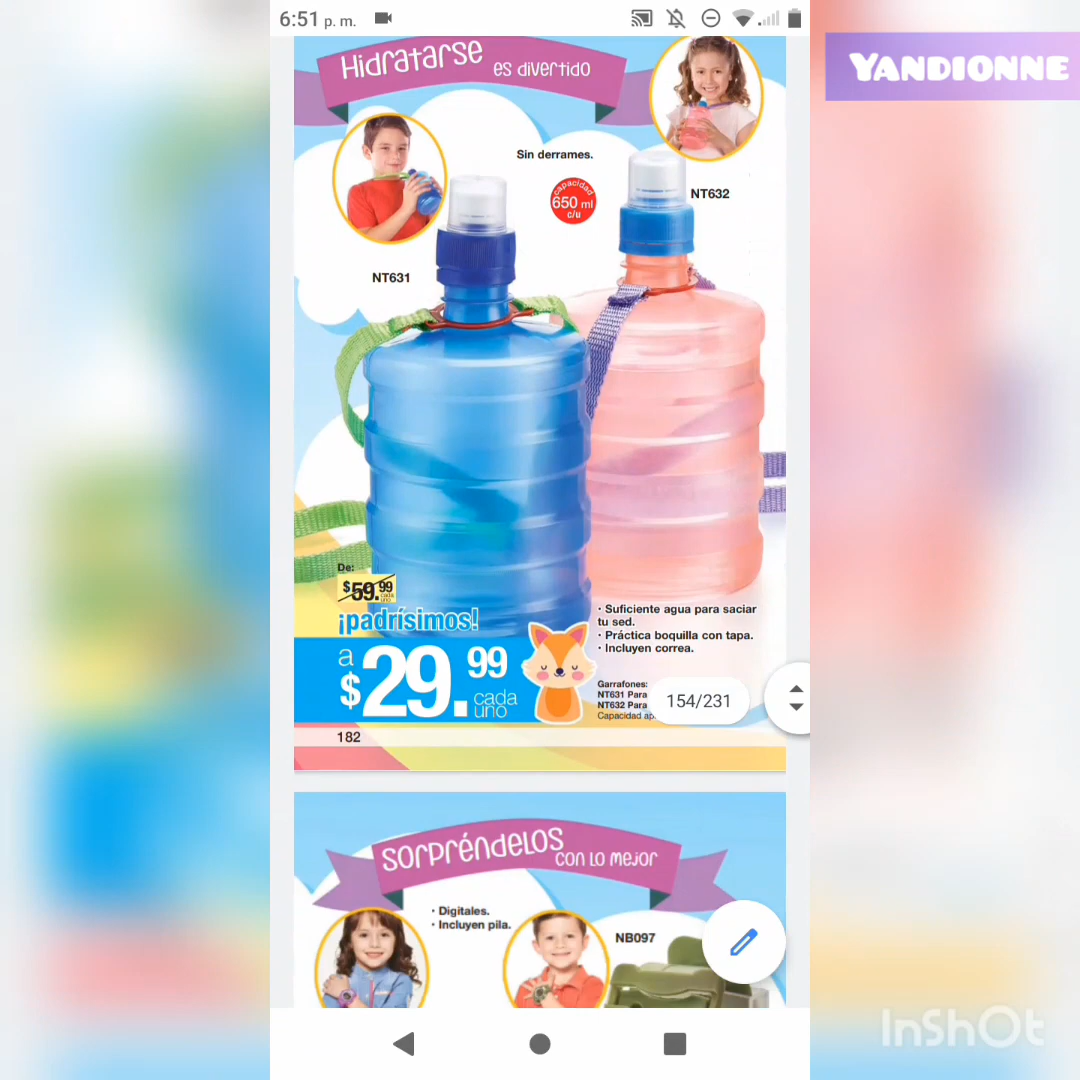 6:51 p. m.
YANDIONNE
Hidratarse es divertido
Sin derrames.
capacidad
650 ml
c/u
NT632
NT631
De:
$59.99
cada
uno
¡padrísimos!
a
$29.99
cada
uno
• Suficiente agua para saciar
tu sed.
• Práctica boquilla con tapa.
• Incluyen correa.
Garrafones:
NT631 Para
NT632 Para
Capacidad
154/231
182
Sorpréndelos con lo mejor
• Digitales.
• Incluyen pila.
NB097
InShOt